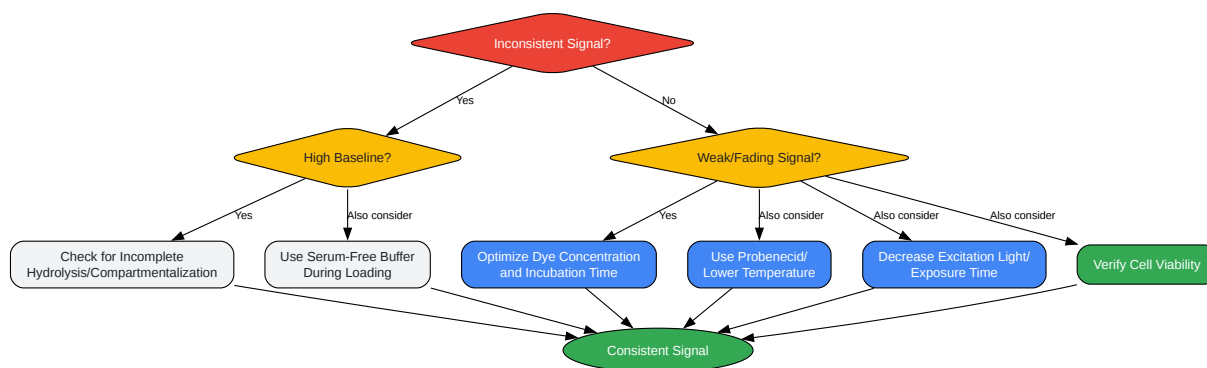 Inconsistent Signal?
Yes
No
High Baseline?
Weak/Fading Signal?
Yes
Also consider
Yes
Also consider
Also consider
Also consider
Check for Incomplete
Hydrolysis/Compartmentalization
Use Serum-Free Buffer
During Loading
Optimize Dye Concentration
and Incubation Time
Use Probenecid/
Lower Temperature
Decrease Excitation Light/
Exposure Time
Verify Cell Viability
Consistent Signal